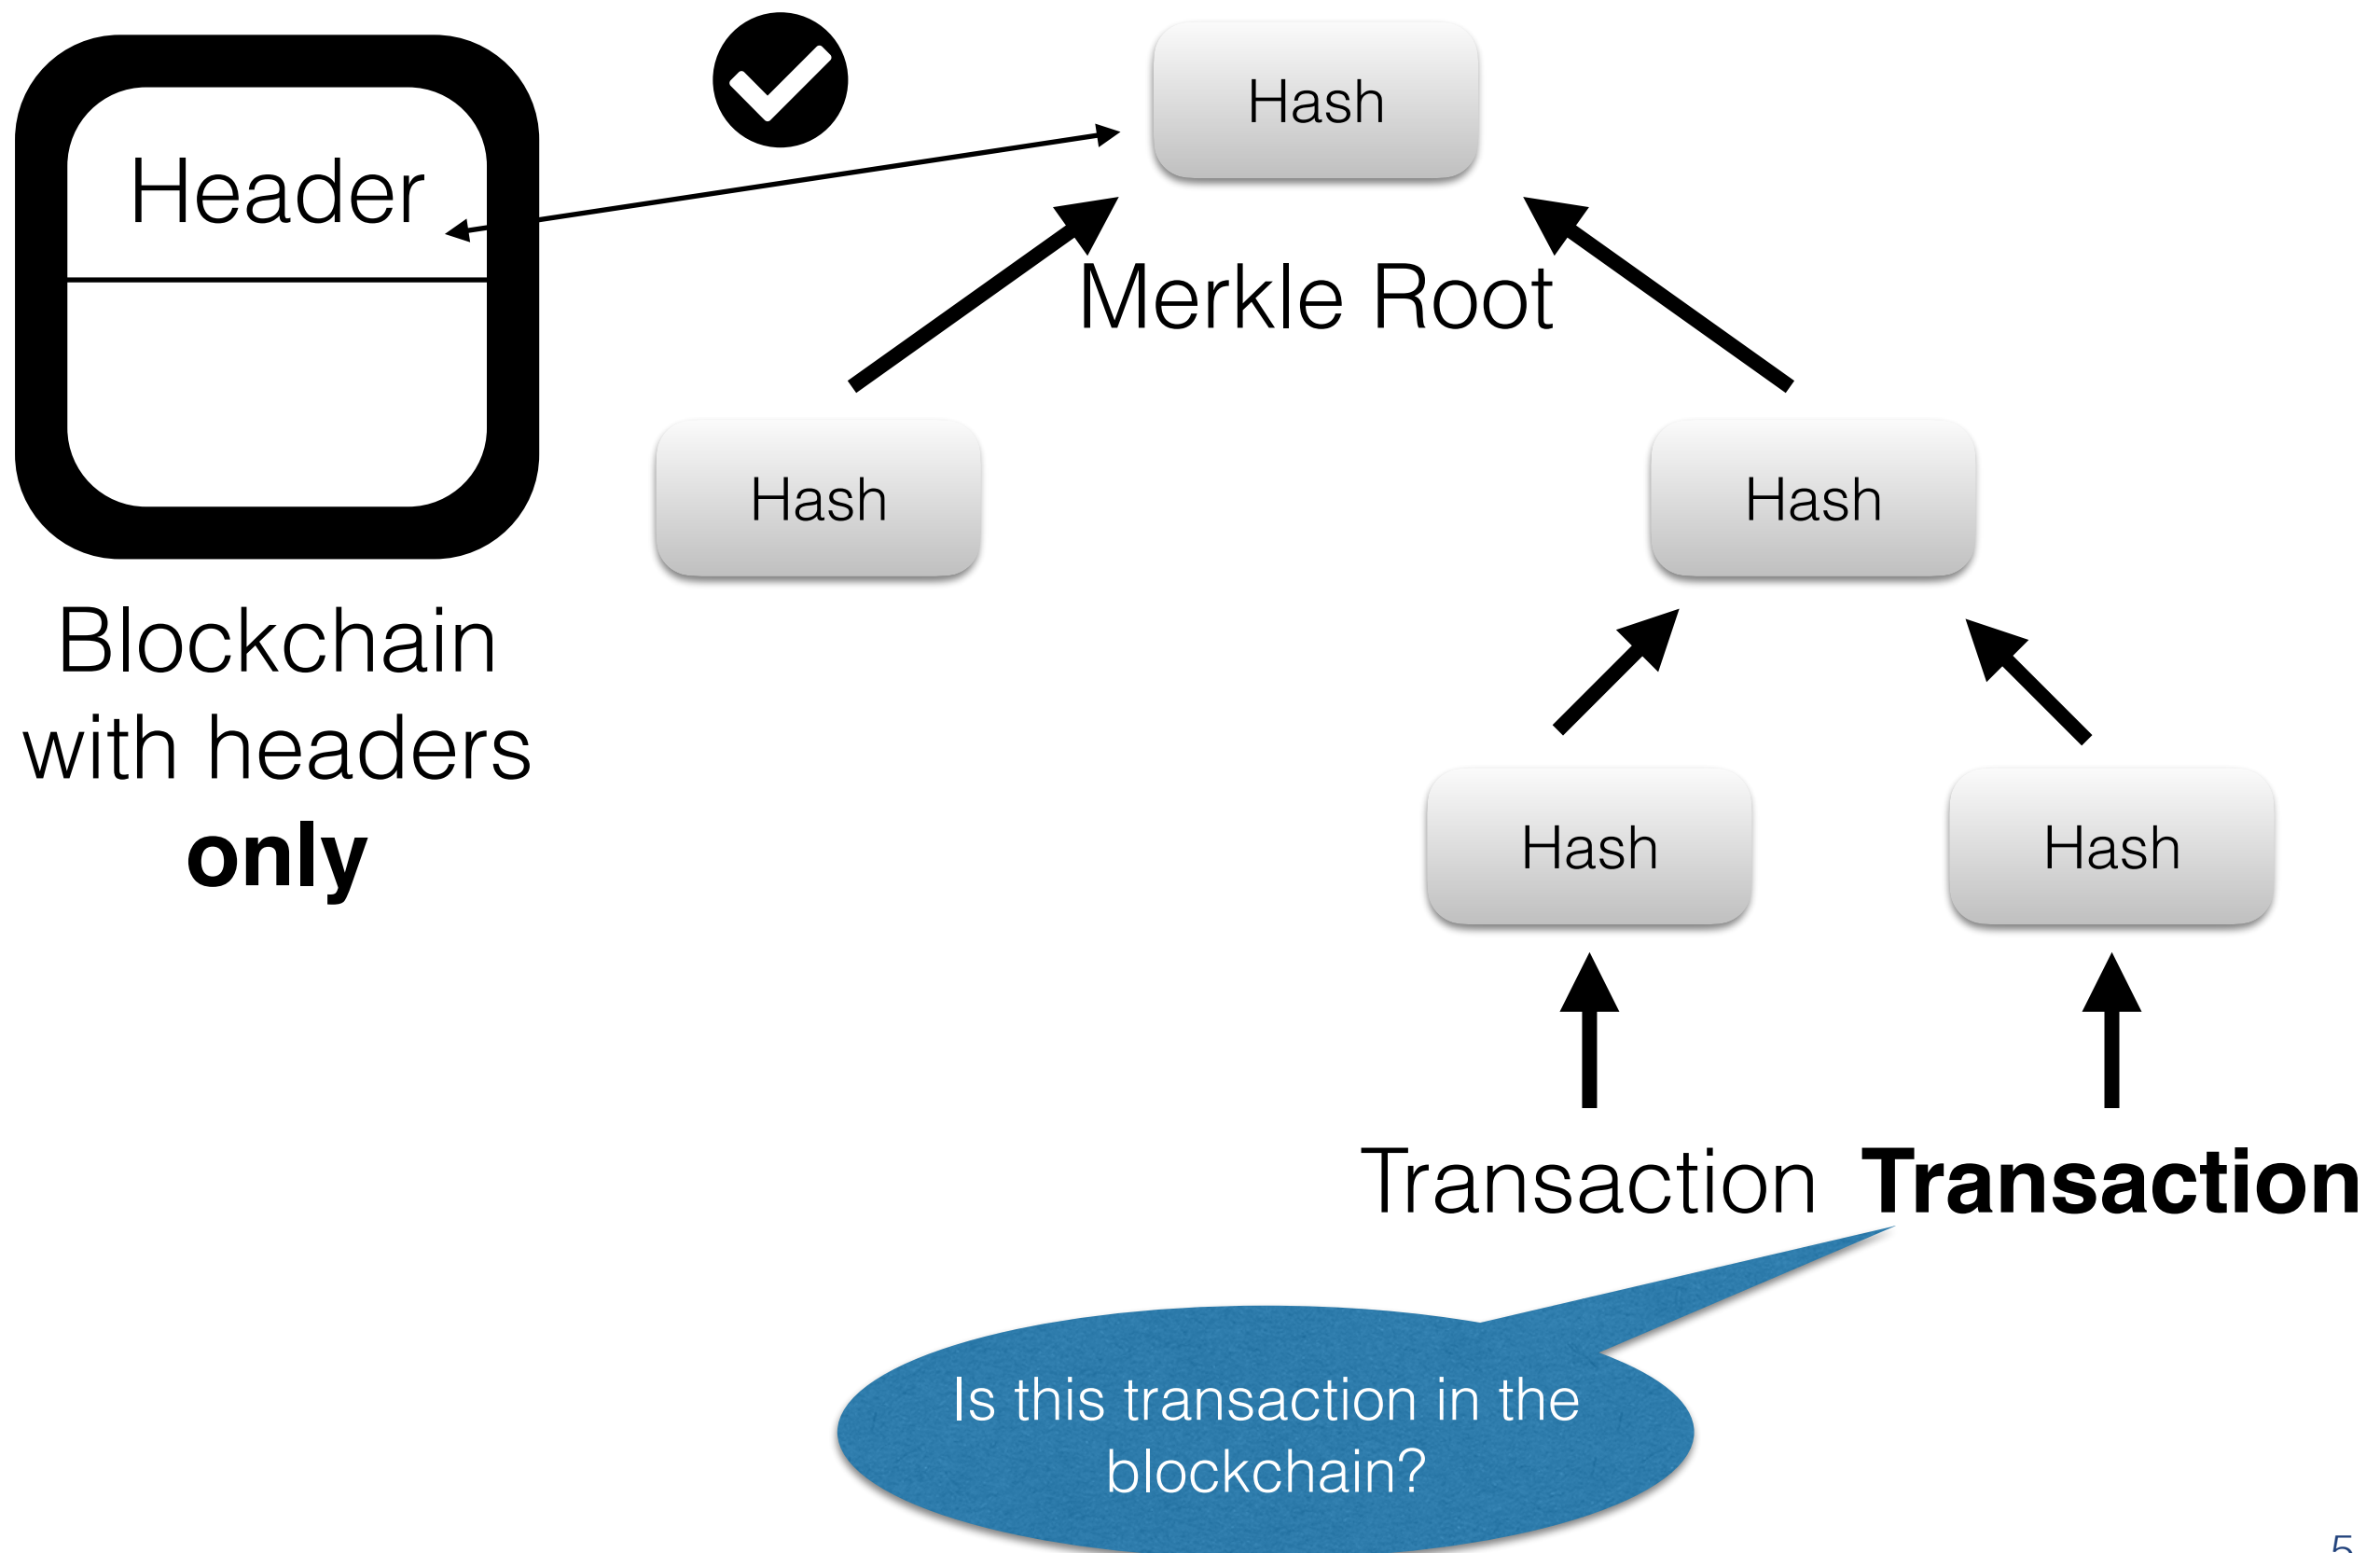 Hash
Header
Merkle Root
Hash
Hash
Blockchain
with headers
only
Hash
Hash
Transaction
Transaction
Is this transaction in the
blockchain?
5